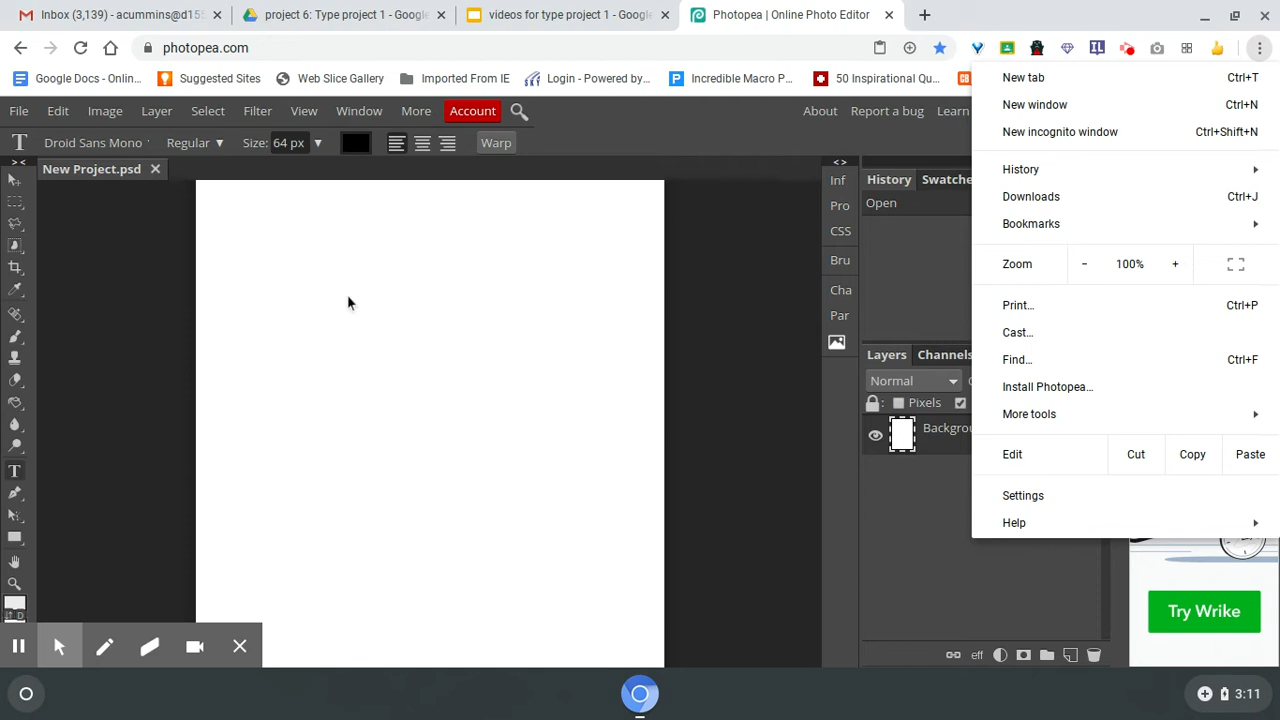 Inbox (3,139) - acummins@d15
project 6: Type project 1 - Google
videos for type project 1 - Google
Photopea | Online Photo Editor
photopea.com
Google Docs - Onlin...
Suggested Sites
Web Slice Gallery
Imported From IE
Login - Powered by...
Incredible Macro P...
50 Inspirational Qu...
File
Edit
Image
Layer
Select
Filter
View
Window
More
Account
About
Report a bug
Learn
Droid Sans Mono
Regular
Size:
64 px
Warp
New Project.psd
Inf
Pro
CSS
Bru
Cha
Par
History
Swatche
Open
Layers
Channels
Normal
Pixels
Backgrou
New tab Ctrl+T
New window Ctrl+N
New incognito window Ctrl+Shift+N
History
Downloads Ctrl+J
Bookmarks
Zoom - 100% +
Print... Ctrl+P
Cast...
Find... Ctrl+F
Install Photopea...
More tools
Edit Cut Copy Paste
Settings
Help
Try Wrike
3:11